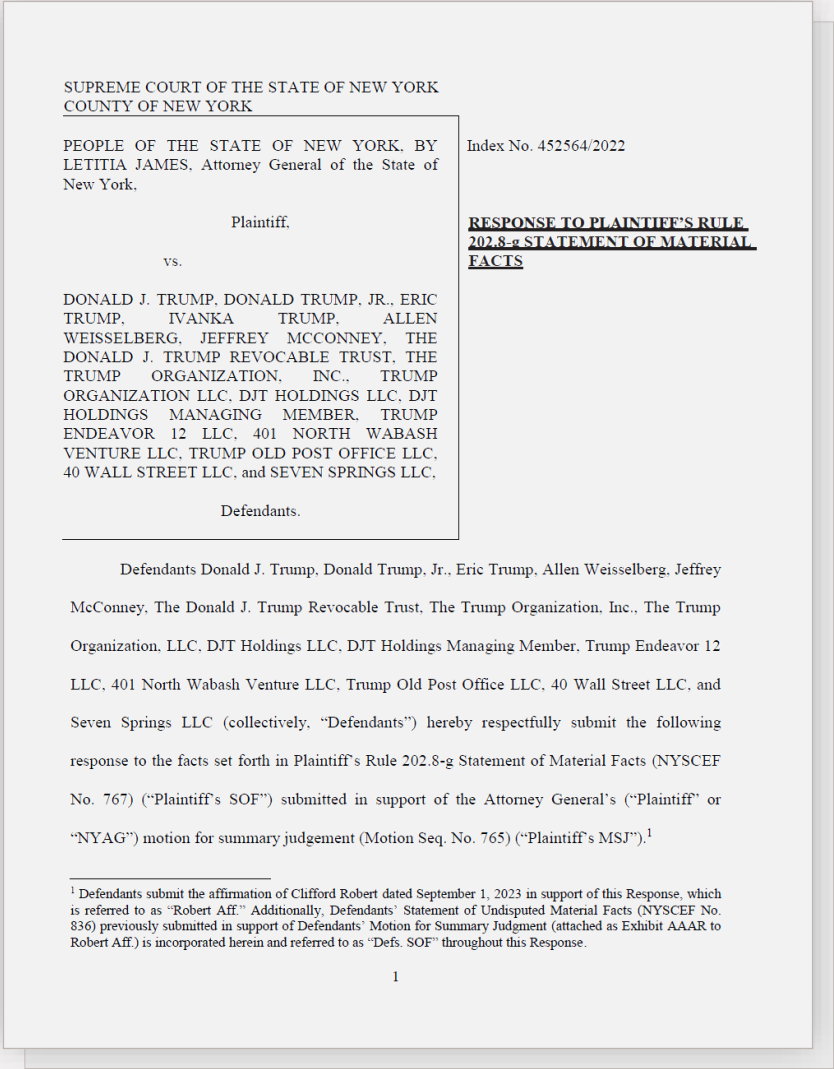 SUPREME COURT OF THE STATE OF NEW YORK
COUNTY OF NEW YORK
PEOPLE OF THE STATE OF NEW YORK, BY
LETITIA JAMES, Attorney General of the State of
New York,
Plaintiff,
vs.
DONALD J. TRUMP, DONALD TRUMP, JR., ERIC
TRUMP, IVANKA TRUMP, ALLEN
WEISSELBERG, JEFFREY MCCONNEY, THE
DONALD J. TRUMP REVOCABLE TRUST, THE
TRUMP ORGANIZATION, INC., TRUMP
ORGANIZATION LLC, DJT HOLDINGS LLC, DJT
HOLDINGS MANAGING MEMBER, TRUMP
ENDEAVOR 12 LLC, 401 NORTH WABASH
VENTURE LLC, TRUMP OLD POST OFFICE LLC,
40 WALL STREET LLC, and SEVEN SPRINGS LLC,
Defendants.
Index No. 452564/2022
RESPONSE TO PLAINTIFF'S RULE
202.8-g STATEMENT OF MATERIAL
FACTS
Defendants Donald J. Trump, Donald Trump, Jr., Eric Trump, Allen Weisselberg, Jeffrey
McConney, The Donald J. Trump Revocable Trust, The Trump Organization, Inc., The Trump
Organization, LLC, DJT Holdings LLC, DJT Holdings Managing Member, Trump Endeavor 12
LLC, 401 North Wabash Venture LLC, Trump Old Post Office LLC, 40 Wall Street LLC, and
Seven Springs LLC (collectively, “Defendants”) hereby respectfully submit the following
response to the facts set forth in Plaintiff's Rule 202.8-g Statement of Material Facts (NYSCEF
No. 767) (“Plaintiff's SOF”) submitted in support of the Attorney General's (“Plaintiff” or
“NYAG”) motion for summary judgement (Motion Seq. No. 765) (“Plaintiff's MSJ”).1
1 Defendants submit the affirmation of Clifford Robert dated September 1, 2023 in support of this Response, which
is referred to as “Robert Aff.” Additionally, Defendants' Statement of Undisputed Material Facts (NYSCEF No.
836) previously submitted in support of Defendants' Motion for Summary Judgment (attached as Exhibit AAAR to
Robert Aff.) is incorporated herein and referred to as “Defs. SOF” throughout this Response.
1